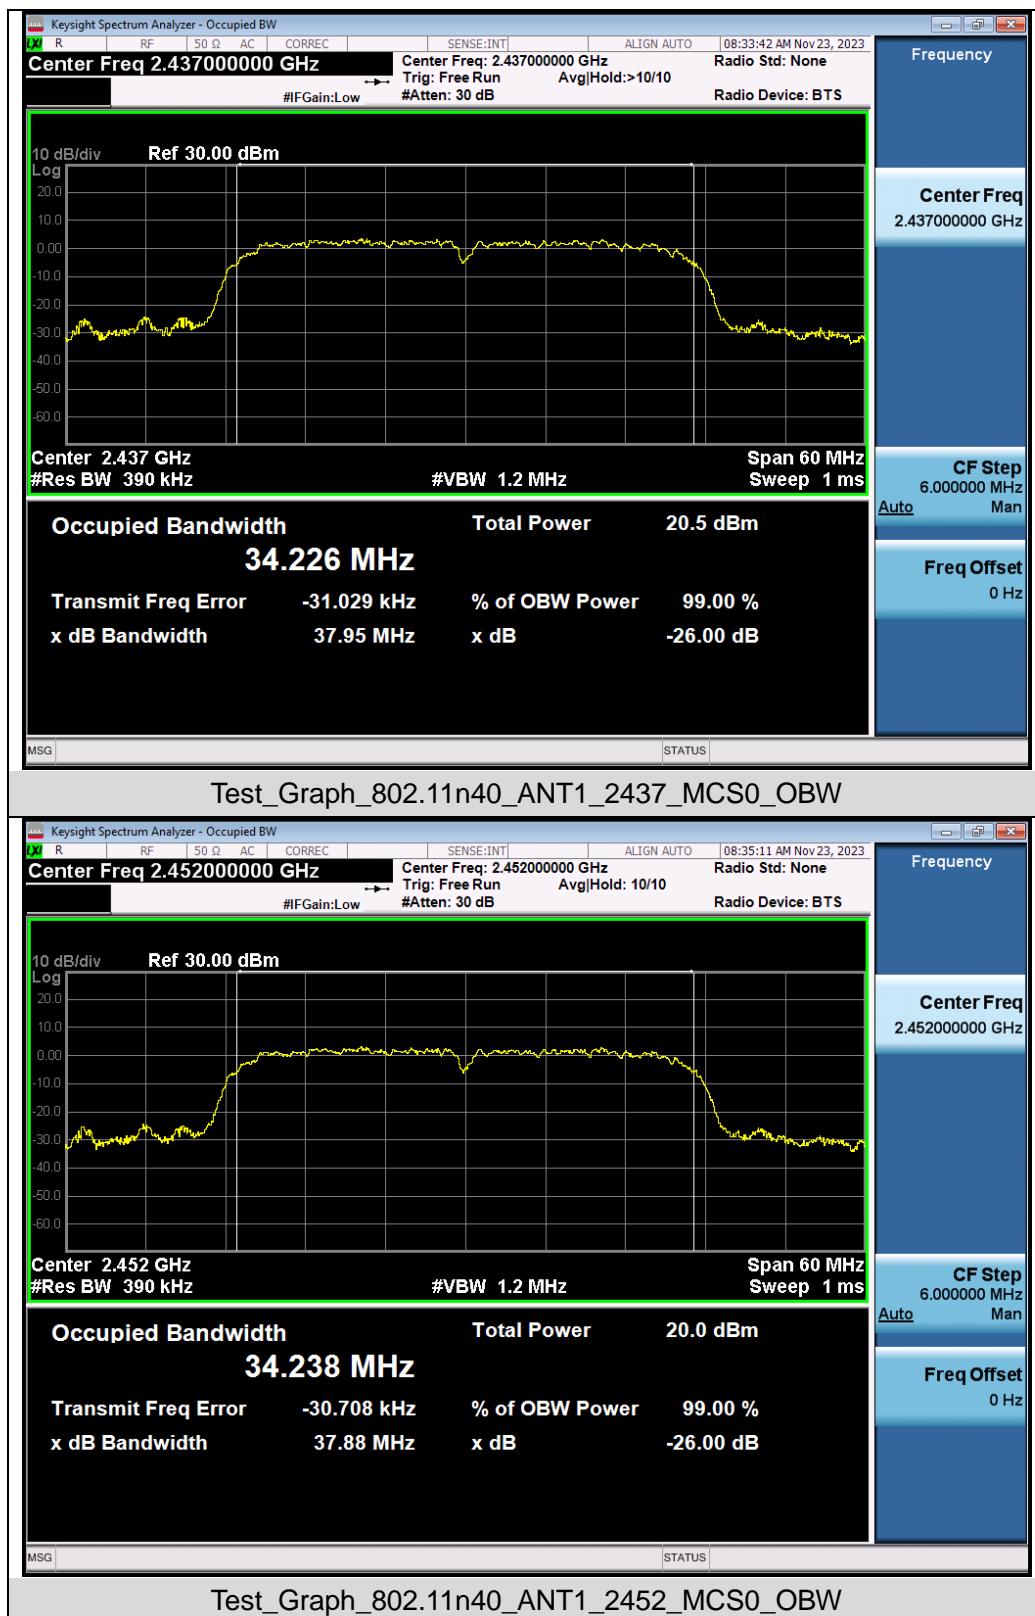 Keysight Spectrum Analyzer - Occupied BW
LXI R RF 50 Ω AC CORREC SENSE:INT ALIGN AUTO 08:33:42 AM Nov 23, 2023
Center Freq 2.437000000 GHz
Center Freq: 2.437000000 GHz
Radio Std: None
Trig: Free Run Avg|Hold:>10/10
#IFGain:Low
#Atten: 30 dB
Radio Device: BTS
10 dB/div Ref 30.00 dBm
Log
20.0
10.0
0.00
-10.0
-20.0
-30.0
-40.0
-50.0
-60.0
Center 2.437 GHz Span 60 MHz
#Res BW 390 kHz #VBW 1.2 MHz Sweep 1 ms
Occupied Bandwidth Total Power 20.5 dBm
34.226 MHz
Transmit Freq Error -31.029 kHz % of OBW Power 99.00 %
x dB Bandwidth 37.95 MHz x dB -26.00 dB
MSG STATUS
Frequency
Center Freq
2.437000000 GHz
CF Step
6.000000 MHz
Auto Man
Freq Offset
0 Hz
Test_Graph_802.11n40_ANT1_2437_MCS0_OBW
Keysight Spectrum Analyzer - Occupied BW
LXI R RF 50 Ω AC CORREC SENSE:INT ALIGN AUTO 08:35:11 AM Nov 23, 2023
Center Freq 2.452000000 GHz
Center Freq: 2.452000000 GHz
Radio Std: None
Trig: Free Run Avg|Hold: 10/10
#IFGain:Low
#Atten: 30 dB
Radio Device: BTS
10 dB/div Ref 30.00 dBm
Log
20.0
10.0
0.00
-10.0
-20.0
-30.0
-40.0
-50.0
-60.0
Center 2.452 GHz Span 60 MHz
#Res BW 390 kHz #VBW 1.2 MHz Sweep 1 ms
Occupied Bandwidth Total Power 20.0 dBm
34.238 MHz
Transmit Freq Error -30.708 kHz % of OBW Power 99.00 %
x dB Bandwidth 37.88 MHz x dB -26.00 dB
MSG STATUS
Frequency
Center Freq
2.452000000 GHz
CF Step
6.000000 MHz
Auto Man
Freq Offset
0 Hz
Test_Graph_802.11n40_ANT1_2452_MCS0_OBW